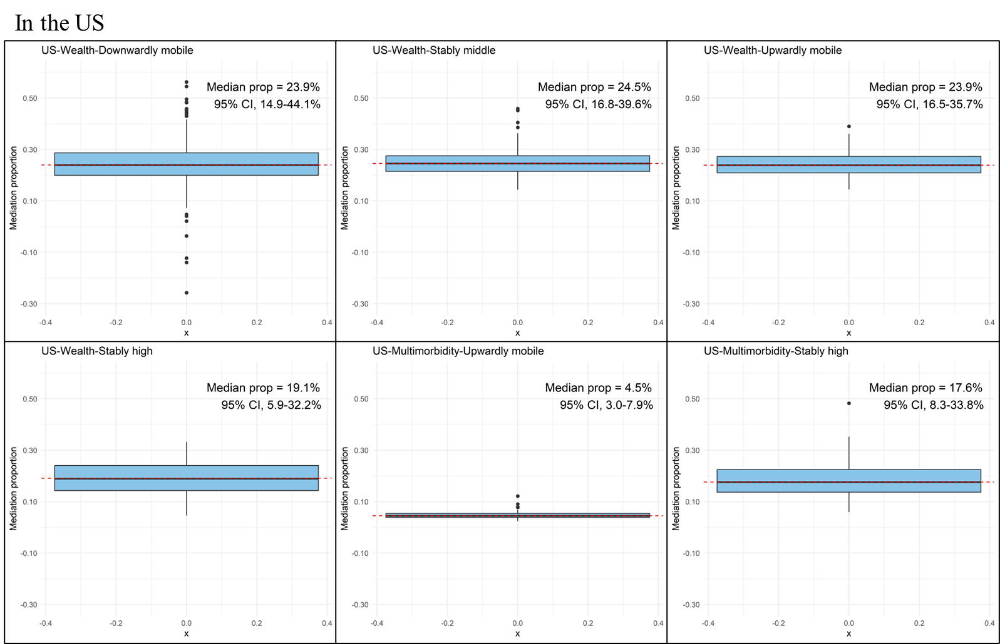 In the US
US-Wealth-Downwardly mobile
Median prop = 23.9%
95% CI, 14.9-44.1%
Mediation proportion
0.50
0.30
0.10
-0.10
-0.30
-0.4
-0.2
0.0
0.2
0.4
x
US-Wealth-Stably middle
Median prop = 24.5%
95% CI, 16.8-39.6%
Mediation proportion
0.50
0.30
0.10
-0.10
-0.30
-0.4
-0.2
0.0
0.2
0.4
x
US-Wealth-Upwardly mobile
Median prop = 23.9%
95% CI, 16.5-35.7%
Mediation proportion
0.50
0.30
0.10
-0.10
-0.30
-0.4
-0.2
0.0
0.2
0.4
x
US-Wealth-Stably high
Median prop = 19.1%
95% CI, 5.9-32.2%
Mediation proportion
0.50
0.30
0.10
-0.10
-0.30
-0.4
-0.2
0.0
0.2
0.4
x
US-Multimorbidity-Upwardly mobile
Median prop = 4.5%
95% CI, 3.0-7.9%
Mediation proportion
0.50
0.30
0.10
-0.10
-0.30
-0.4
-0.2
0.0
0.2
0.4
x
US-Multimorbidity-Stably high
Median prop = 17.6%
95% CI, 8.3-33.8%
Mediation proportion
0.50
0.30
0.10
-0.10
-0.30
-0.4
-0.2
0.0
0.2
0.4
x